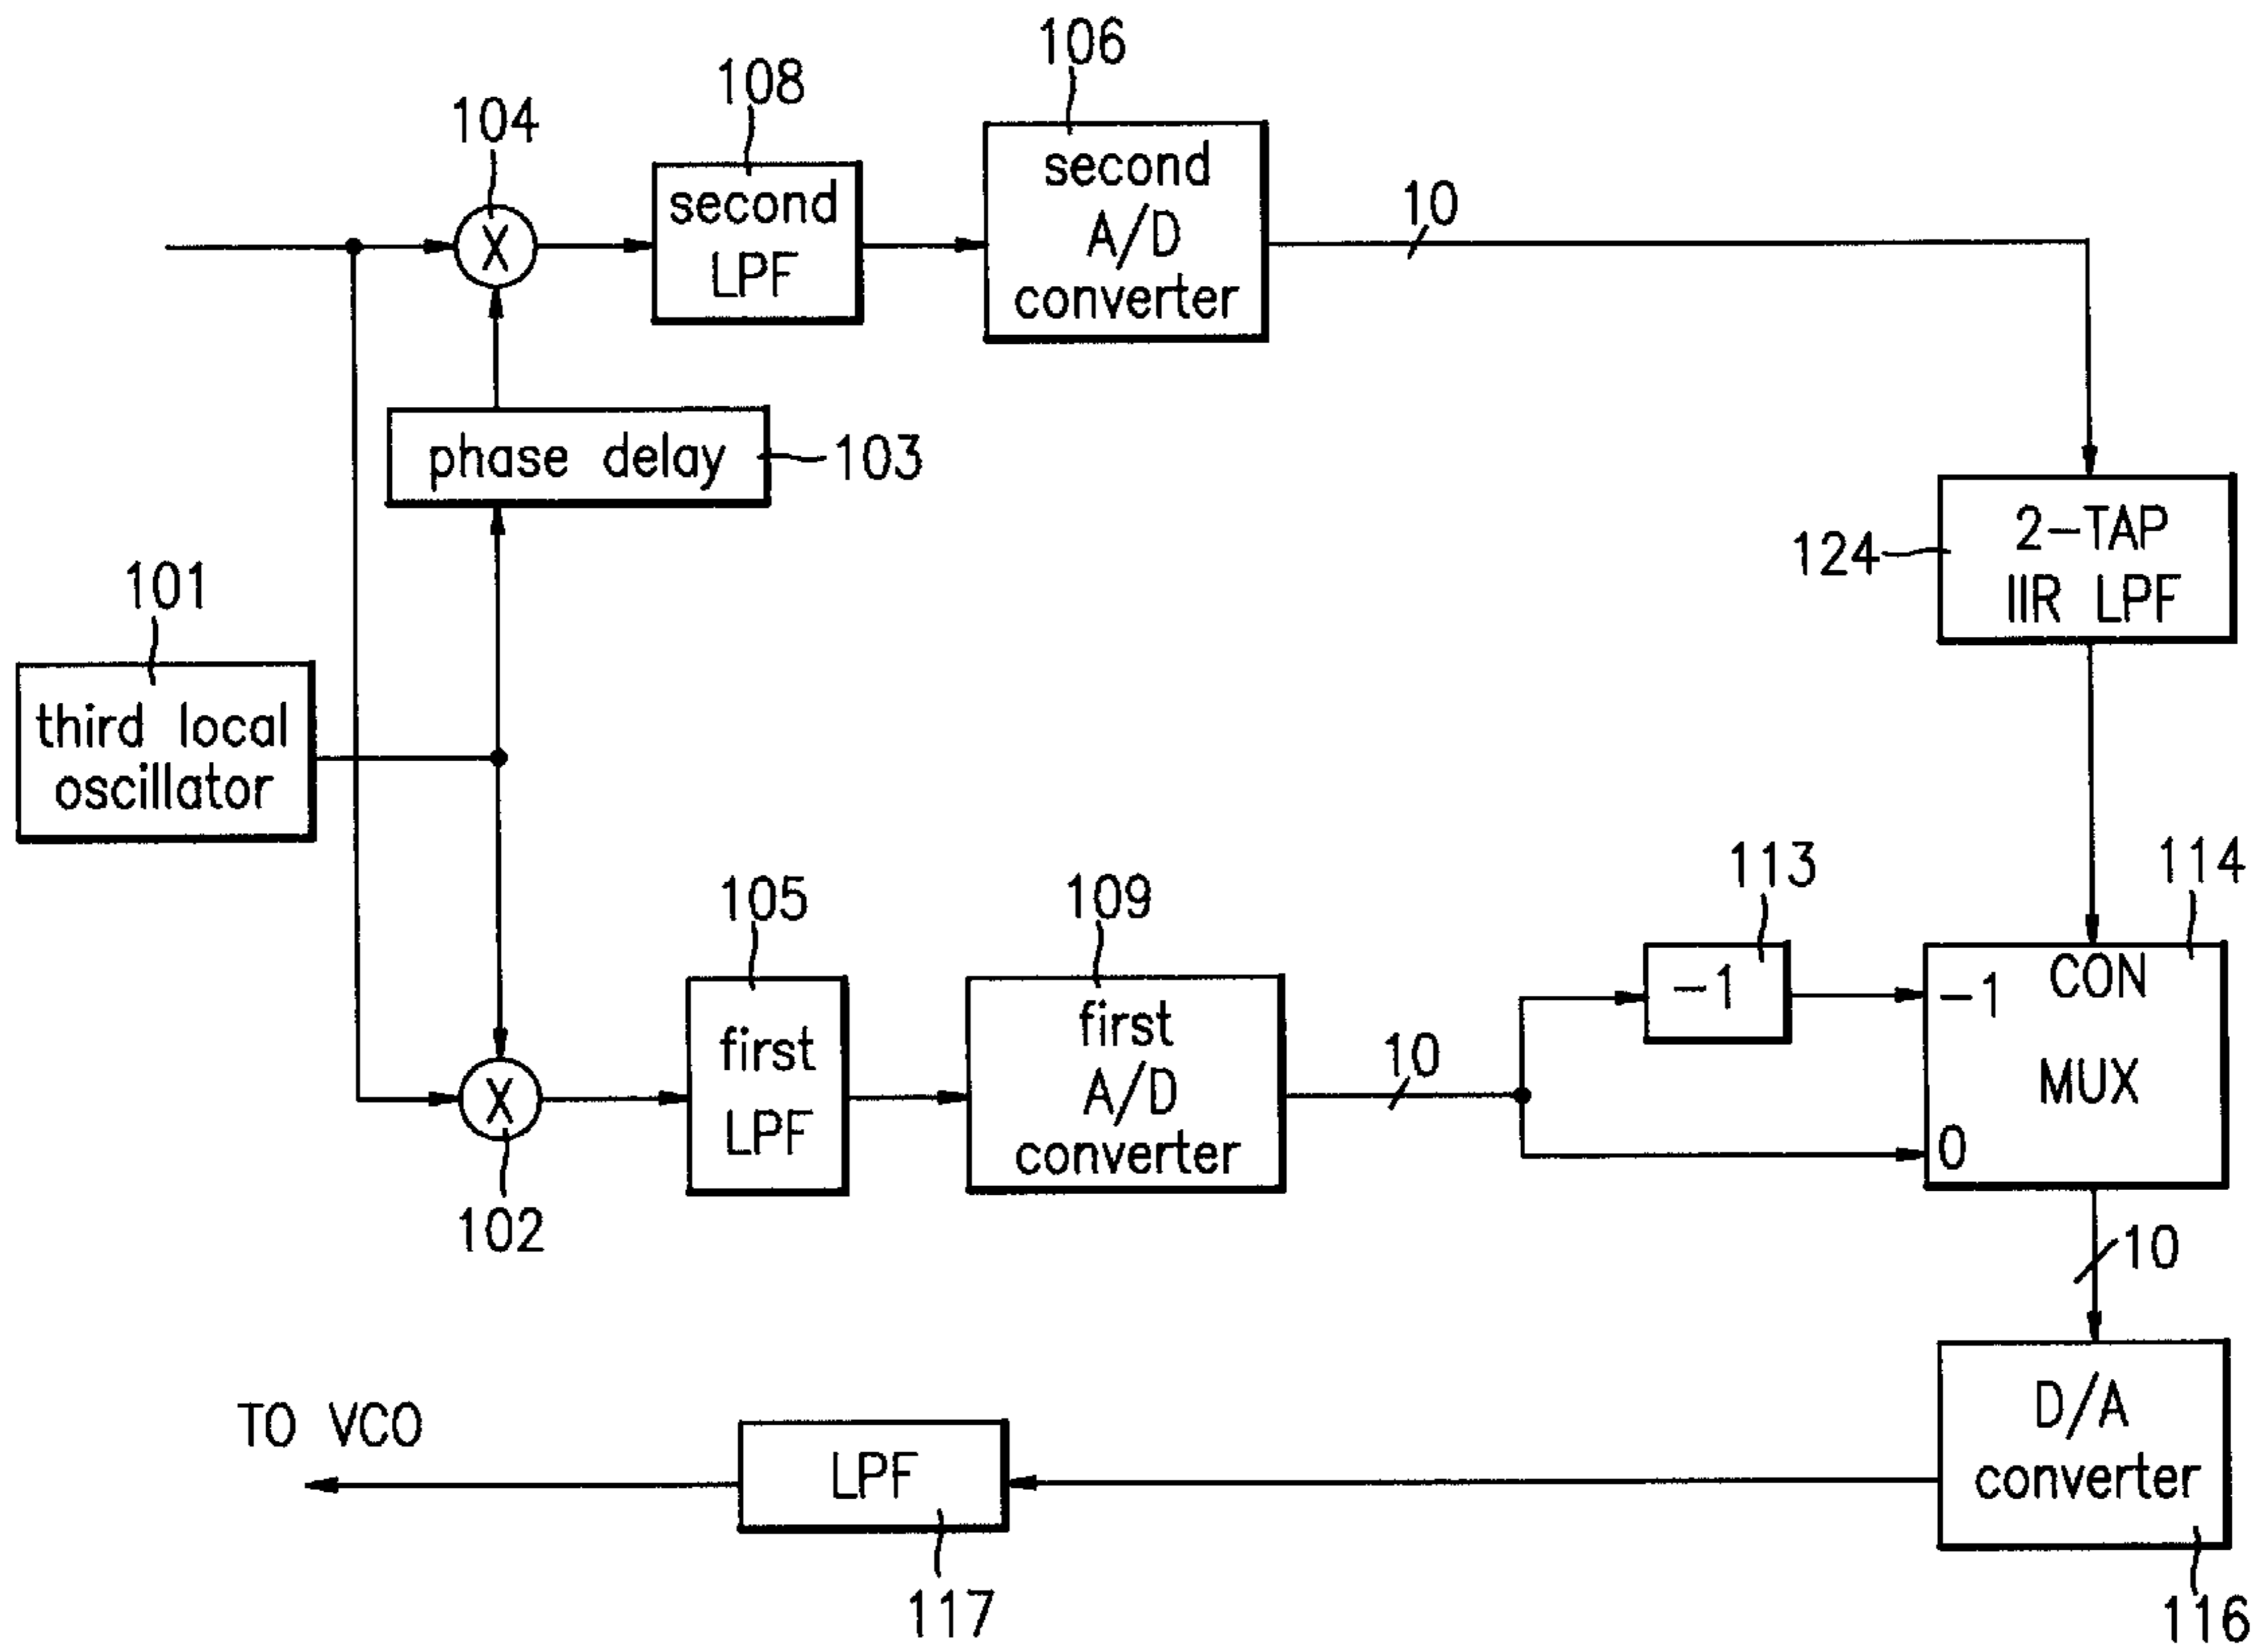 106
108
104
second
LPF
second
A/D
converter
10
X
phase delay
103
2-TAP
IIR LPF
124
101
third local
oscillator
113
114
105
109
-1
CON
-1
MUX
0
first
LPF
first
A/D
converter
10
X
102
10
D/A
converter
TO VCO
LPF
117
116